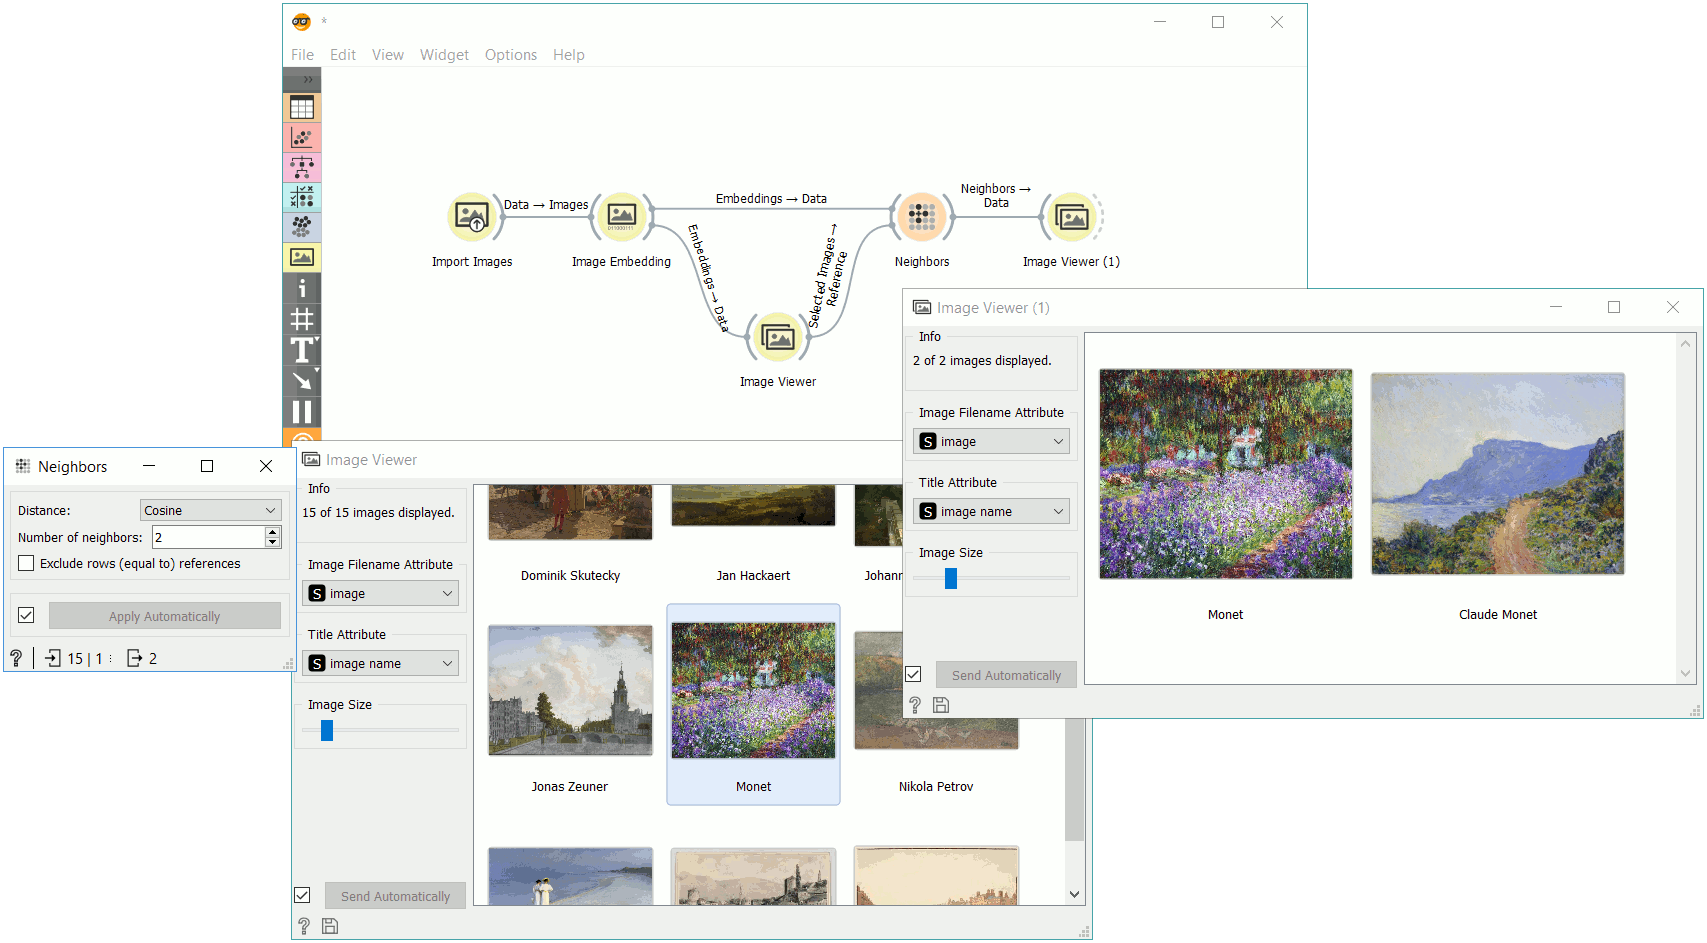 *
File Edit View Widget Options Help
Data → Images
Embeddings → Data
Neighbors →
Data
Import Images
Image Embedding
Neighbors
Image Viewer (1)
Embeddings → Data
Selected Images →
Reference
Image Viewer
Neighbors
Distance: Cosine
Number of neighbors: 2
Exclude rows (equal to) references
Apply Automatically
? 15 | 1 2
Image Viewer
Info
15 of 15 images displayed.
Image Filename Attribute
S image
Title Attribute
S image name
Image Size
Send Automatically
?
Dominik Skutecky
Jan Hackaert
Johann
Jonas Zeuner
Monet
Nikola Petrov
Image Viewer (1)
Info
2 of 2 images displayed.
Image Filename Attribute
S image
Title Attribute
S image name
Image Size
Send Automatically
?
Monet
Claude Monet